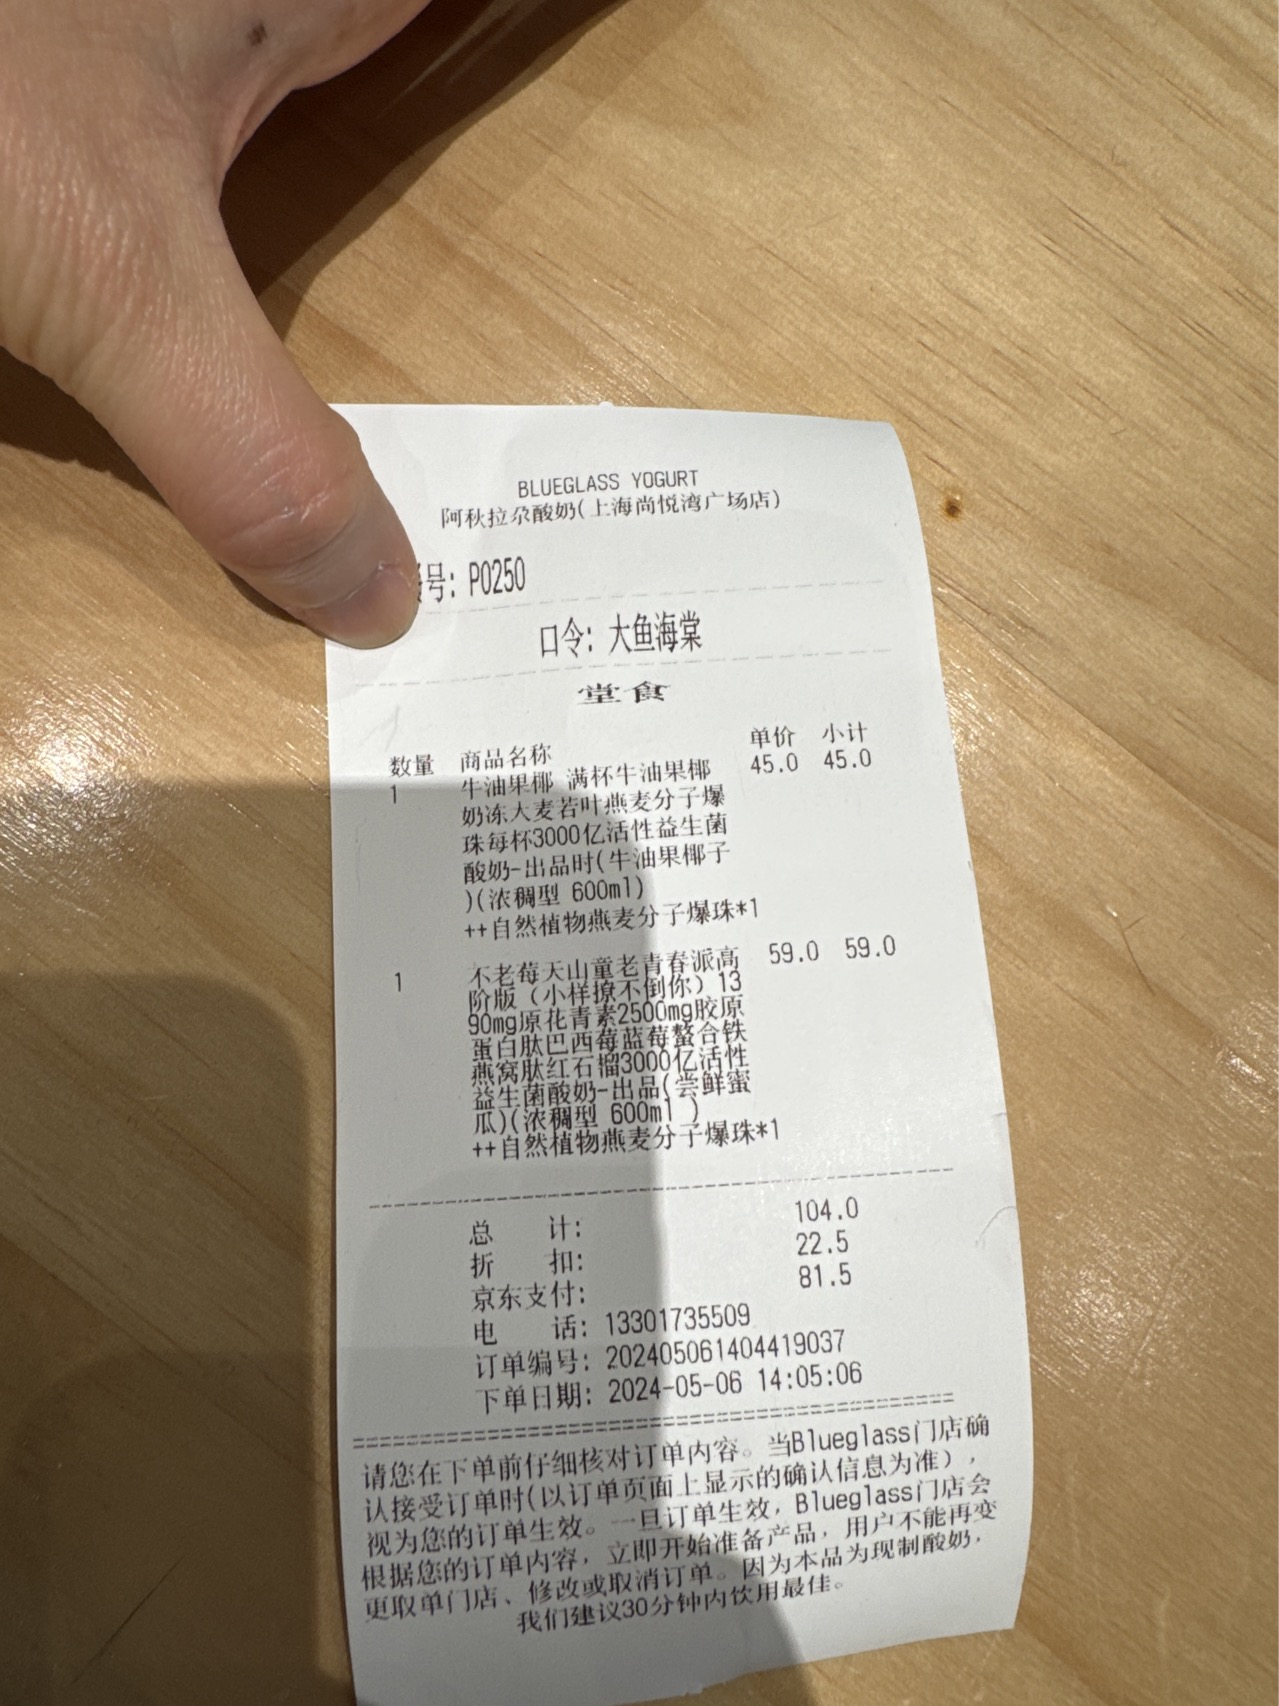 BLUEGLASS YOGURT
阿秋拉尕酸奶(上海尚悦湾广场店)
号: P0250
口令: 大鱼海棠
堂食
数量 商品名称 单价 小计
1 牛油果椰 满杯牛油果椰 45.0 45.0
奶冻大麦若叶燕麦分子爆
珠每杯3000亿活性益生菌
酸奶-出品时(牛油果椰子
)(浓稠型 600ml)
++自然植物燕麦分子爆珠*1
1 不老莓天山童老青春派高 59.0 59.0
阶版（小样撩不倒你）13
90mg原花青素2500mg胶原
蛋白肽巴西莓蓝莓螯合铁
燕窝肽红石榴3000亿活性
益生菌酸奶-出品(尝鲜蜜
瓜)(浓稠型 600ml )
++自然植物燕麦分子爆珠*1
总 计: 104.0
折 扣: 22.5
京东支付: 81.5
电 话: 13301735509
订单编号: 202405061404419037
下单日期: 2024-05-06 14:05:06
请您在下单前仔细核对订单内容。当Blueglass门店确
认接受订单时(以订单页面上显示的确认信息为准)，
视为您的订单生效。一旦订单生效，Blueglass门店会
根据您的订单内容，立即开始准备产品，用户不能再变
更取单门店、修改或取消订单。因为本品为现制酸奶，
我们建议30分钟内饮用最佳。